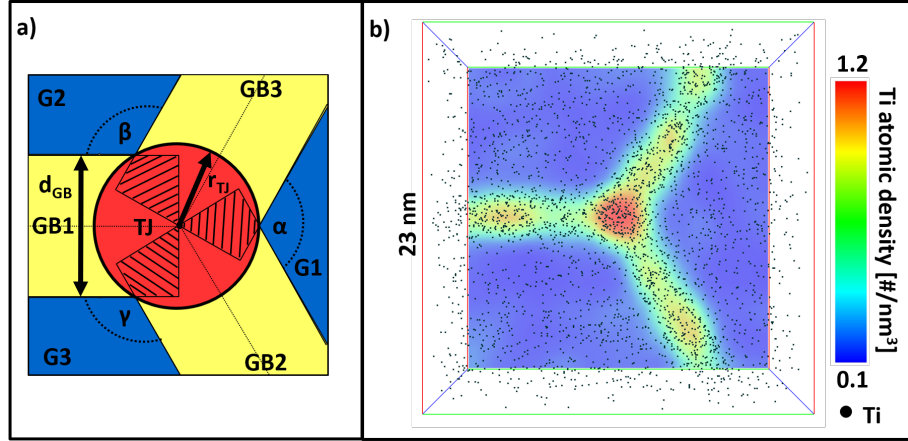 a)
G2
GB3
β
d_GB
r_TJ
GB1
TJ
α
G1
γ
G3
GB2
b)
23 nm
1.2
Ti atomic density [#/nm³]
0.1
Ti